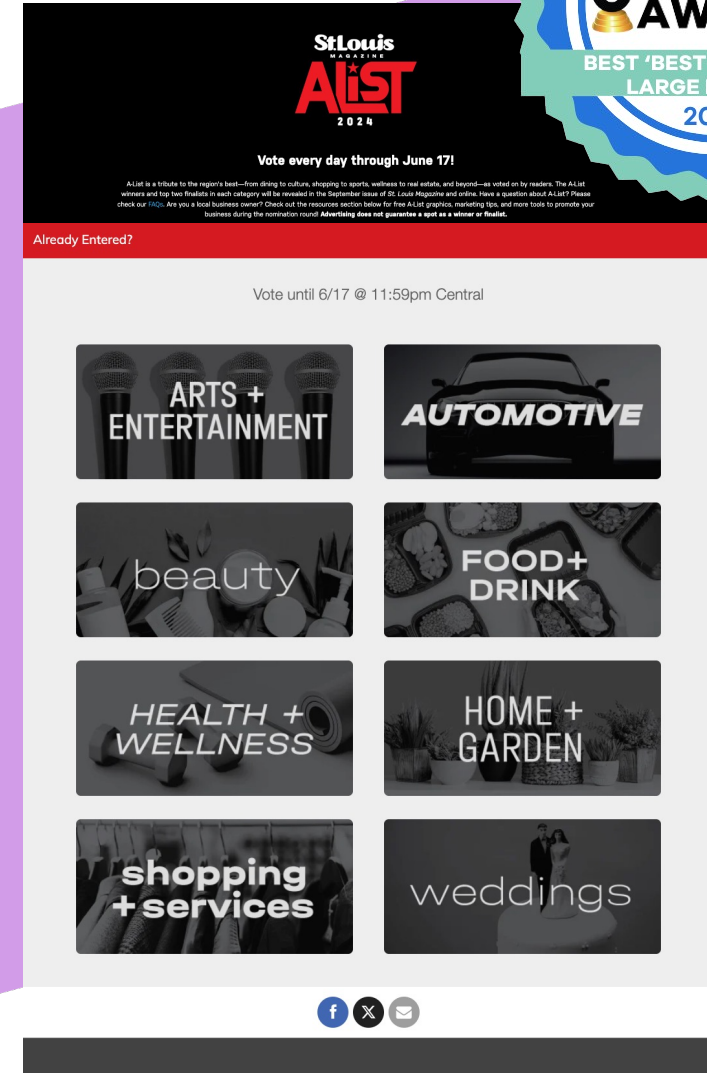 AW
BEST ‘BEST
LARGE
20
St.Louis
MAGAZINE
A LiST
2024
Vote every day through June 17!
A-List is a tribute to the region's best—from dining to culture, shopping to sports, wellness to real estate, and beyond—as voted on by readers. The A-List
winners and top two finalists in each category will be revealed in the September issue of St. Louis Magazine and online. Have a question about A-List? Please
check our FAQs. Are you a local business owner? Check out the resources section below for free A-List graphics, marketing tips, and more tools to promote your
business during the nomination round! Advertising does not guarantee a spot as a winner or finalist.
Already Entered?
Vote until 6/17 @ 11:59pm Central
ARTS +
ENTERTAINMENT
AUTOMOTIVE
beauty
FOOD+
DRINK
HEALTH +
WELLNESS
HOME +
GARDEN
shopping
+ services
weddings